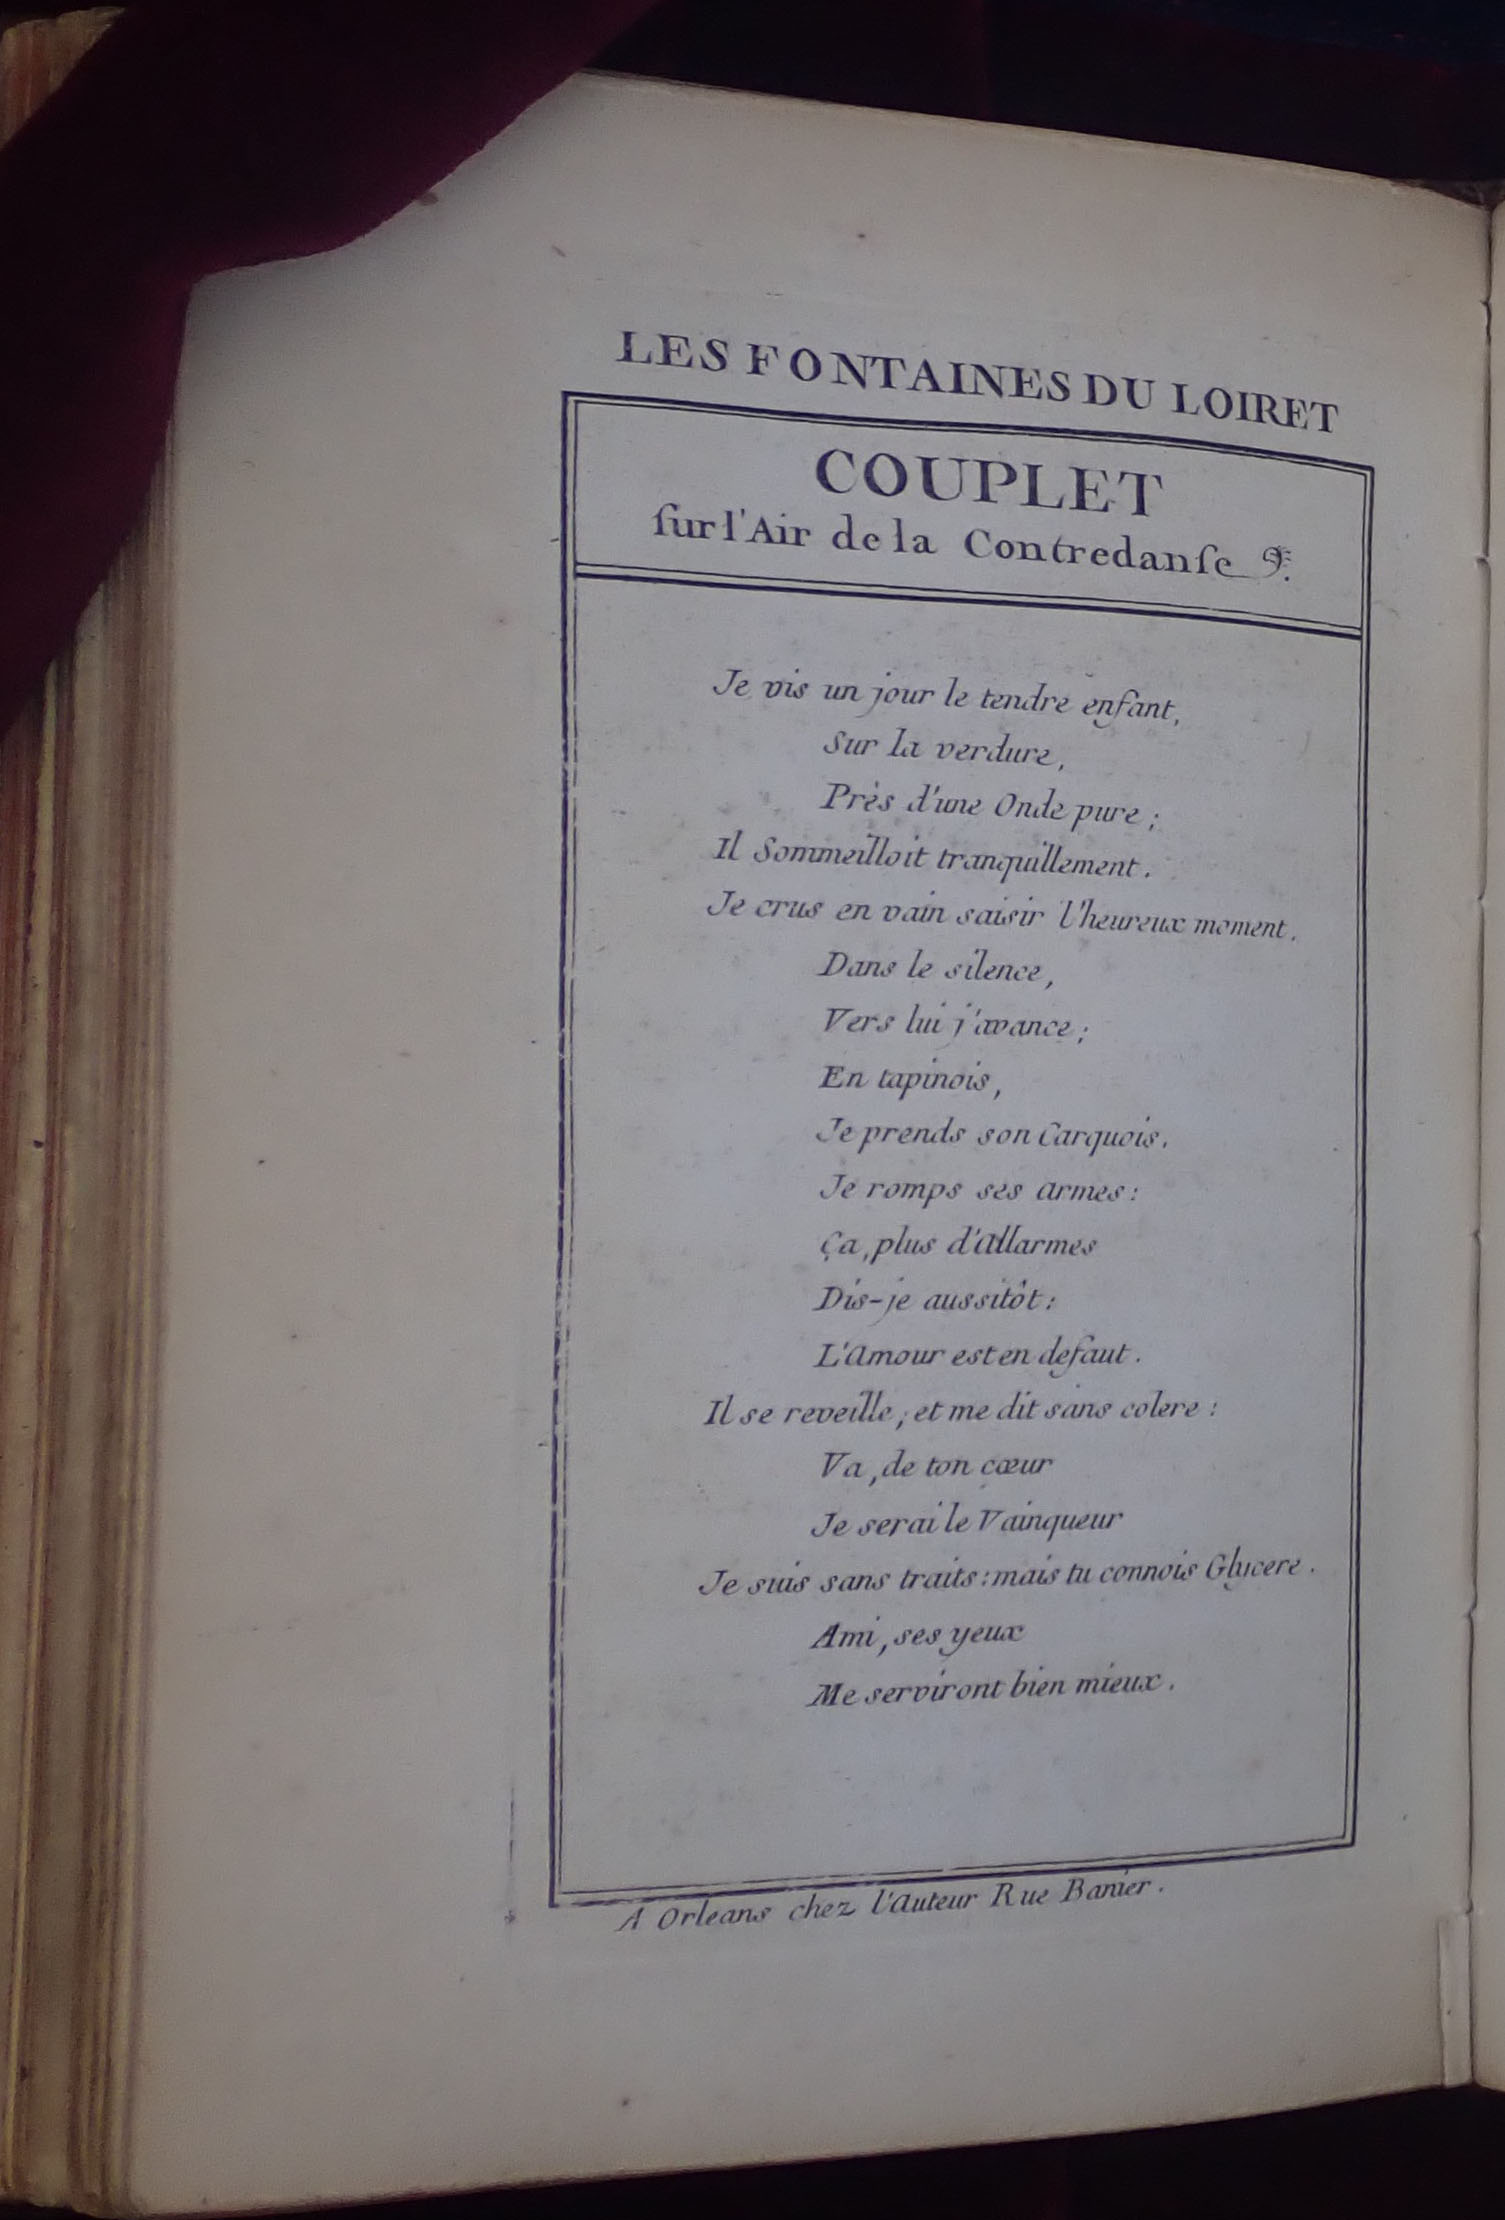 LES FONTAINES DU LOIRET
COUPLET
ſur l'Air de la Contredanſe
Je vis un jour le tendre enfant,
Sur la verdure,
Près d'une Onde pure ;
Il Sommeilloit tranquillement.
Je crus en vain saisir l'heureux moment.
Dans le silence,
Vers lui j'avance ;
En tapinois,
Je prends son Carquois.
Je romps ses armes :
Ça, plus d'allarmes
Dis-je aussitôt :
L'amour est en defaut.
Il se reveille ; et me dit sans colere :
Va, de ton cœur
Je serai le Vainqueur
Je suis sans traits : mais tu connois Glycere.
Ami, ses yeux
Me serviront bien mieux.
A Orleans chez l'Auteur Rue Banier.